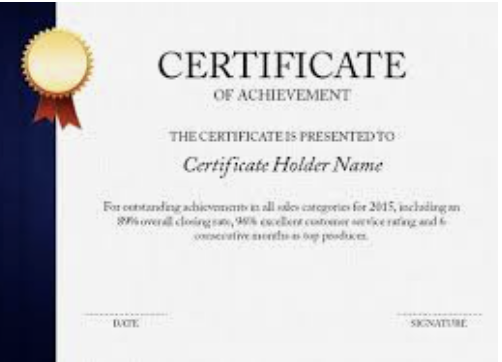 CERTIFICATE
OF ACHIEVEMENT
THE CERTIFICATE IS PRESENTED TO
Certificate Holder Name
For outstanding achievements in all sales categories for 2015, including an
89% overall closing rate, 96% excellent customer service rating and 6
consecutive months as top producer.
DATE
SIGNATURE